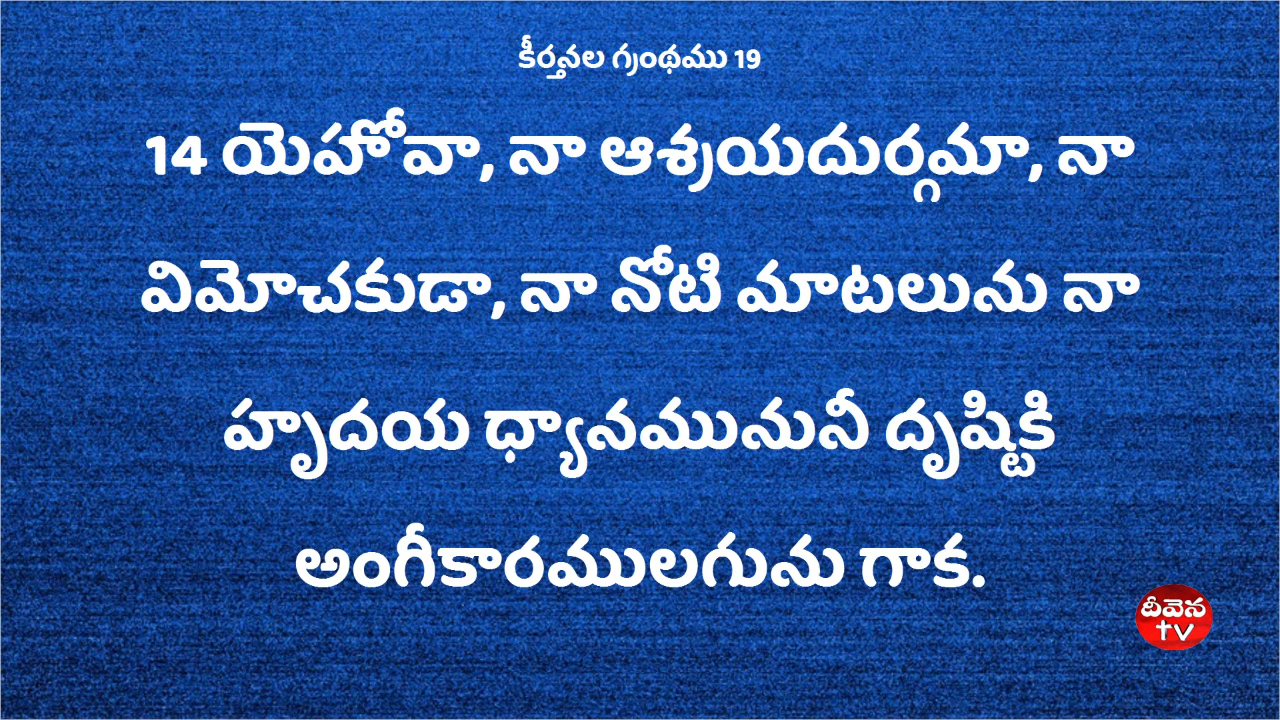 కీర్తనల గ్రంథము 19
14 యెహోవా, నా ఆశ్రయదుర్గమా, నా
విమోచకుడా, నా నోటి మాటలును నా
హృదయ ధ్యానమునునీ దృష్టికి
అంగీకారములగును గాక.
దీవెన
tv